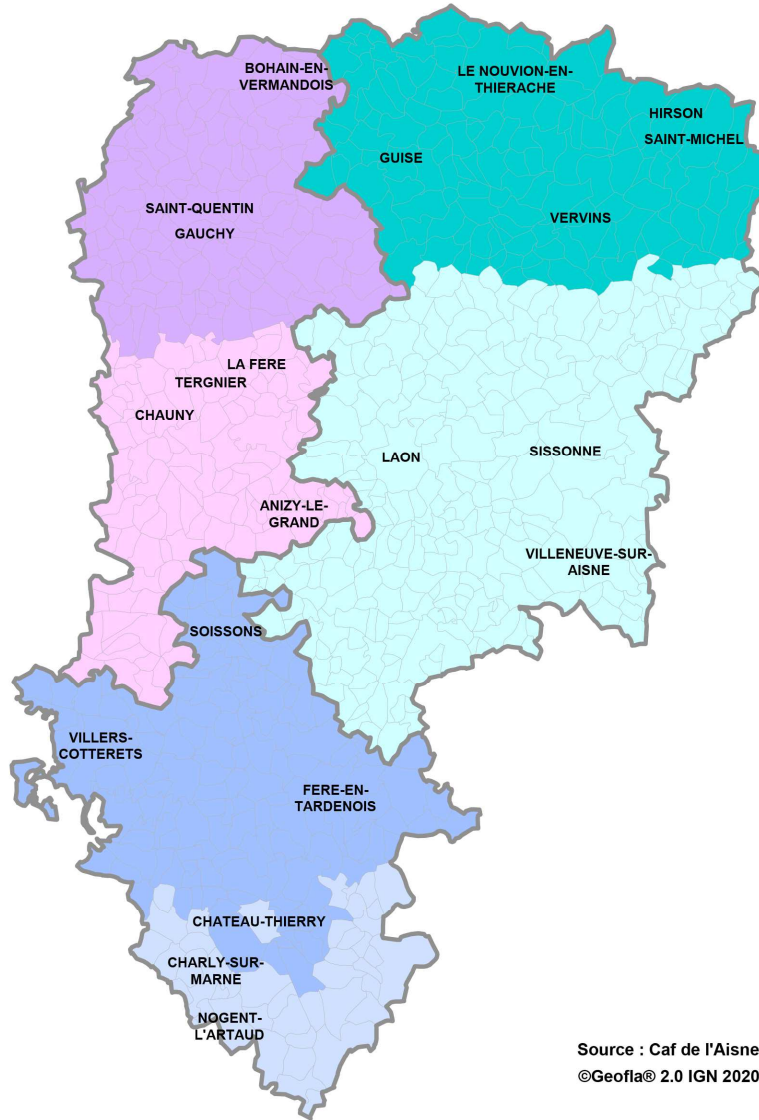 BOHAIN-EN-
VERMANDOIS
LE NOUVION-EN-
THIERACHE
HIRSON
SAINT-MICHEL
GUISE
SAINT-QUENTIN
GAUCHY
VERVINS
LA FERE
TERGNIER
CHAUNY
LAON
SISSONNE
ANIZY-LE-
GRAND
VILLENEUVE-SUR-
AISNE
SOISSONS
VILLERS-
COTTERETS
FERE-EN-
TARDENOIS
CHATEAU-THIERRY
CHARLY-SUR-
MARNE
NOGENT-
L'ARTAUD
Source : Caf de l'Aisne
©Geofla® 2.0 IGN 2020